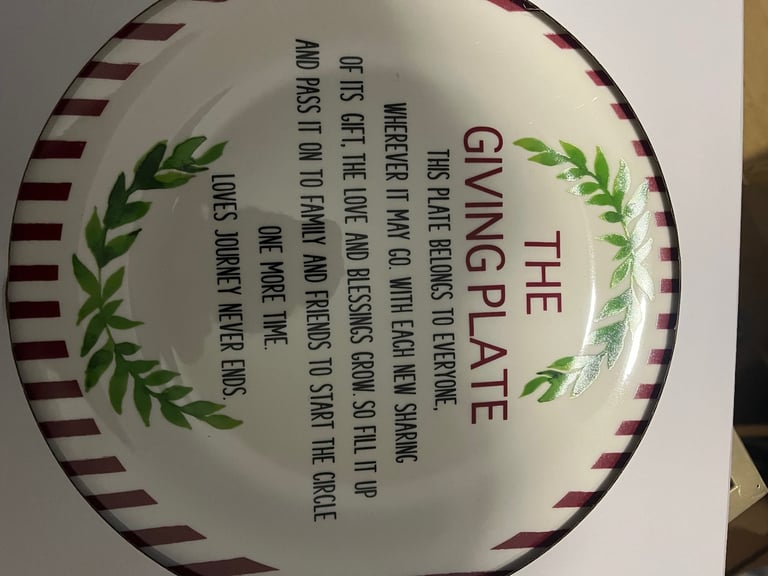 THE
GIVING PLATE
THIS PLATE BELONGS TO EVERYONE,
WHEREVER IT MAY GO. WITH EACH NEW SHARING
OF ITS GIFT, THE LOVE AND BLESSINGS GROW. SO FILL IT UP
AND PASS IT ON TO FAMILY AND FRIENDS TO START THE CIRCLE
ONE MORE TIME.
LOVES JOURNEY NEVER ENDS.